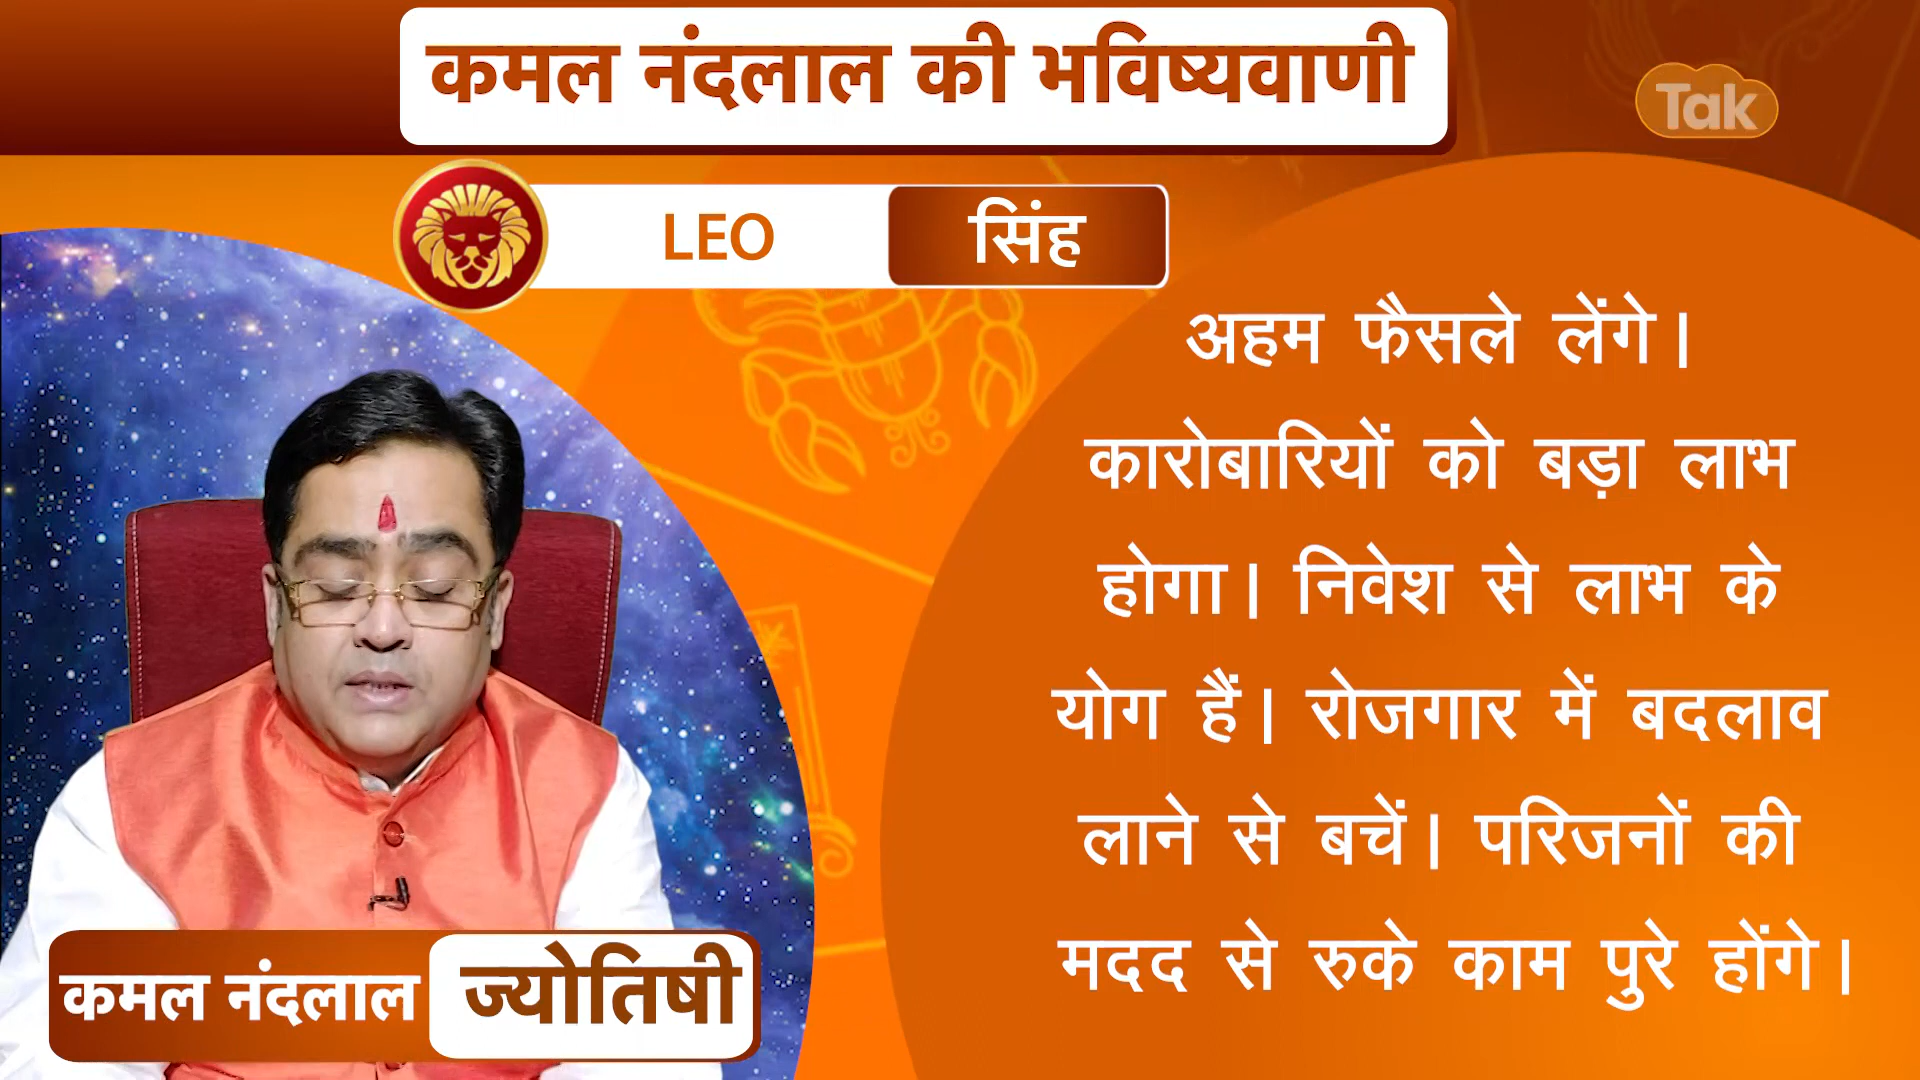 कमल नंदलाल की भविष्यवाणी
Tak
LEO
सिंह
अहम फैसले लेंगे।
कारोबारियों को बड़ा लाभ
होगा। निवेश से लाभ के
योग हैं। रोजगार में बदलाव
लाने से बचें। परिजनों की
मदद से रुके काम पुरे होंगे।
कमल नंदलाल
ज्योतिषी